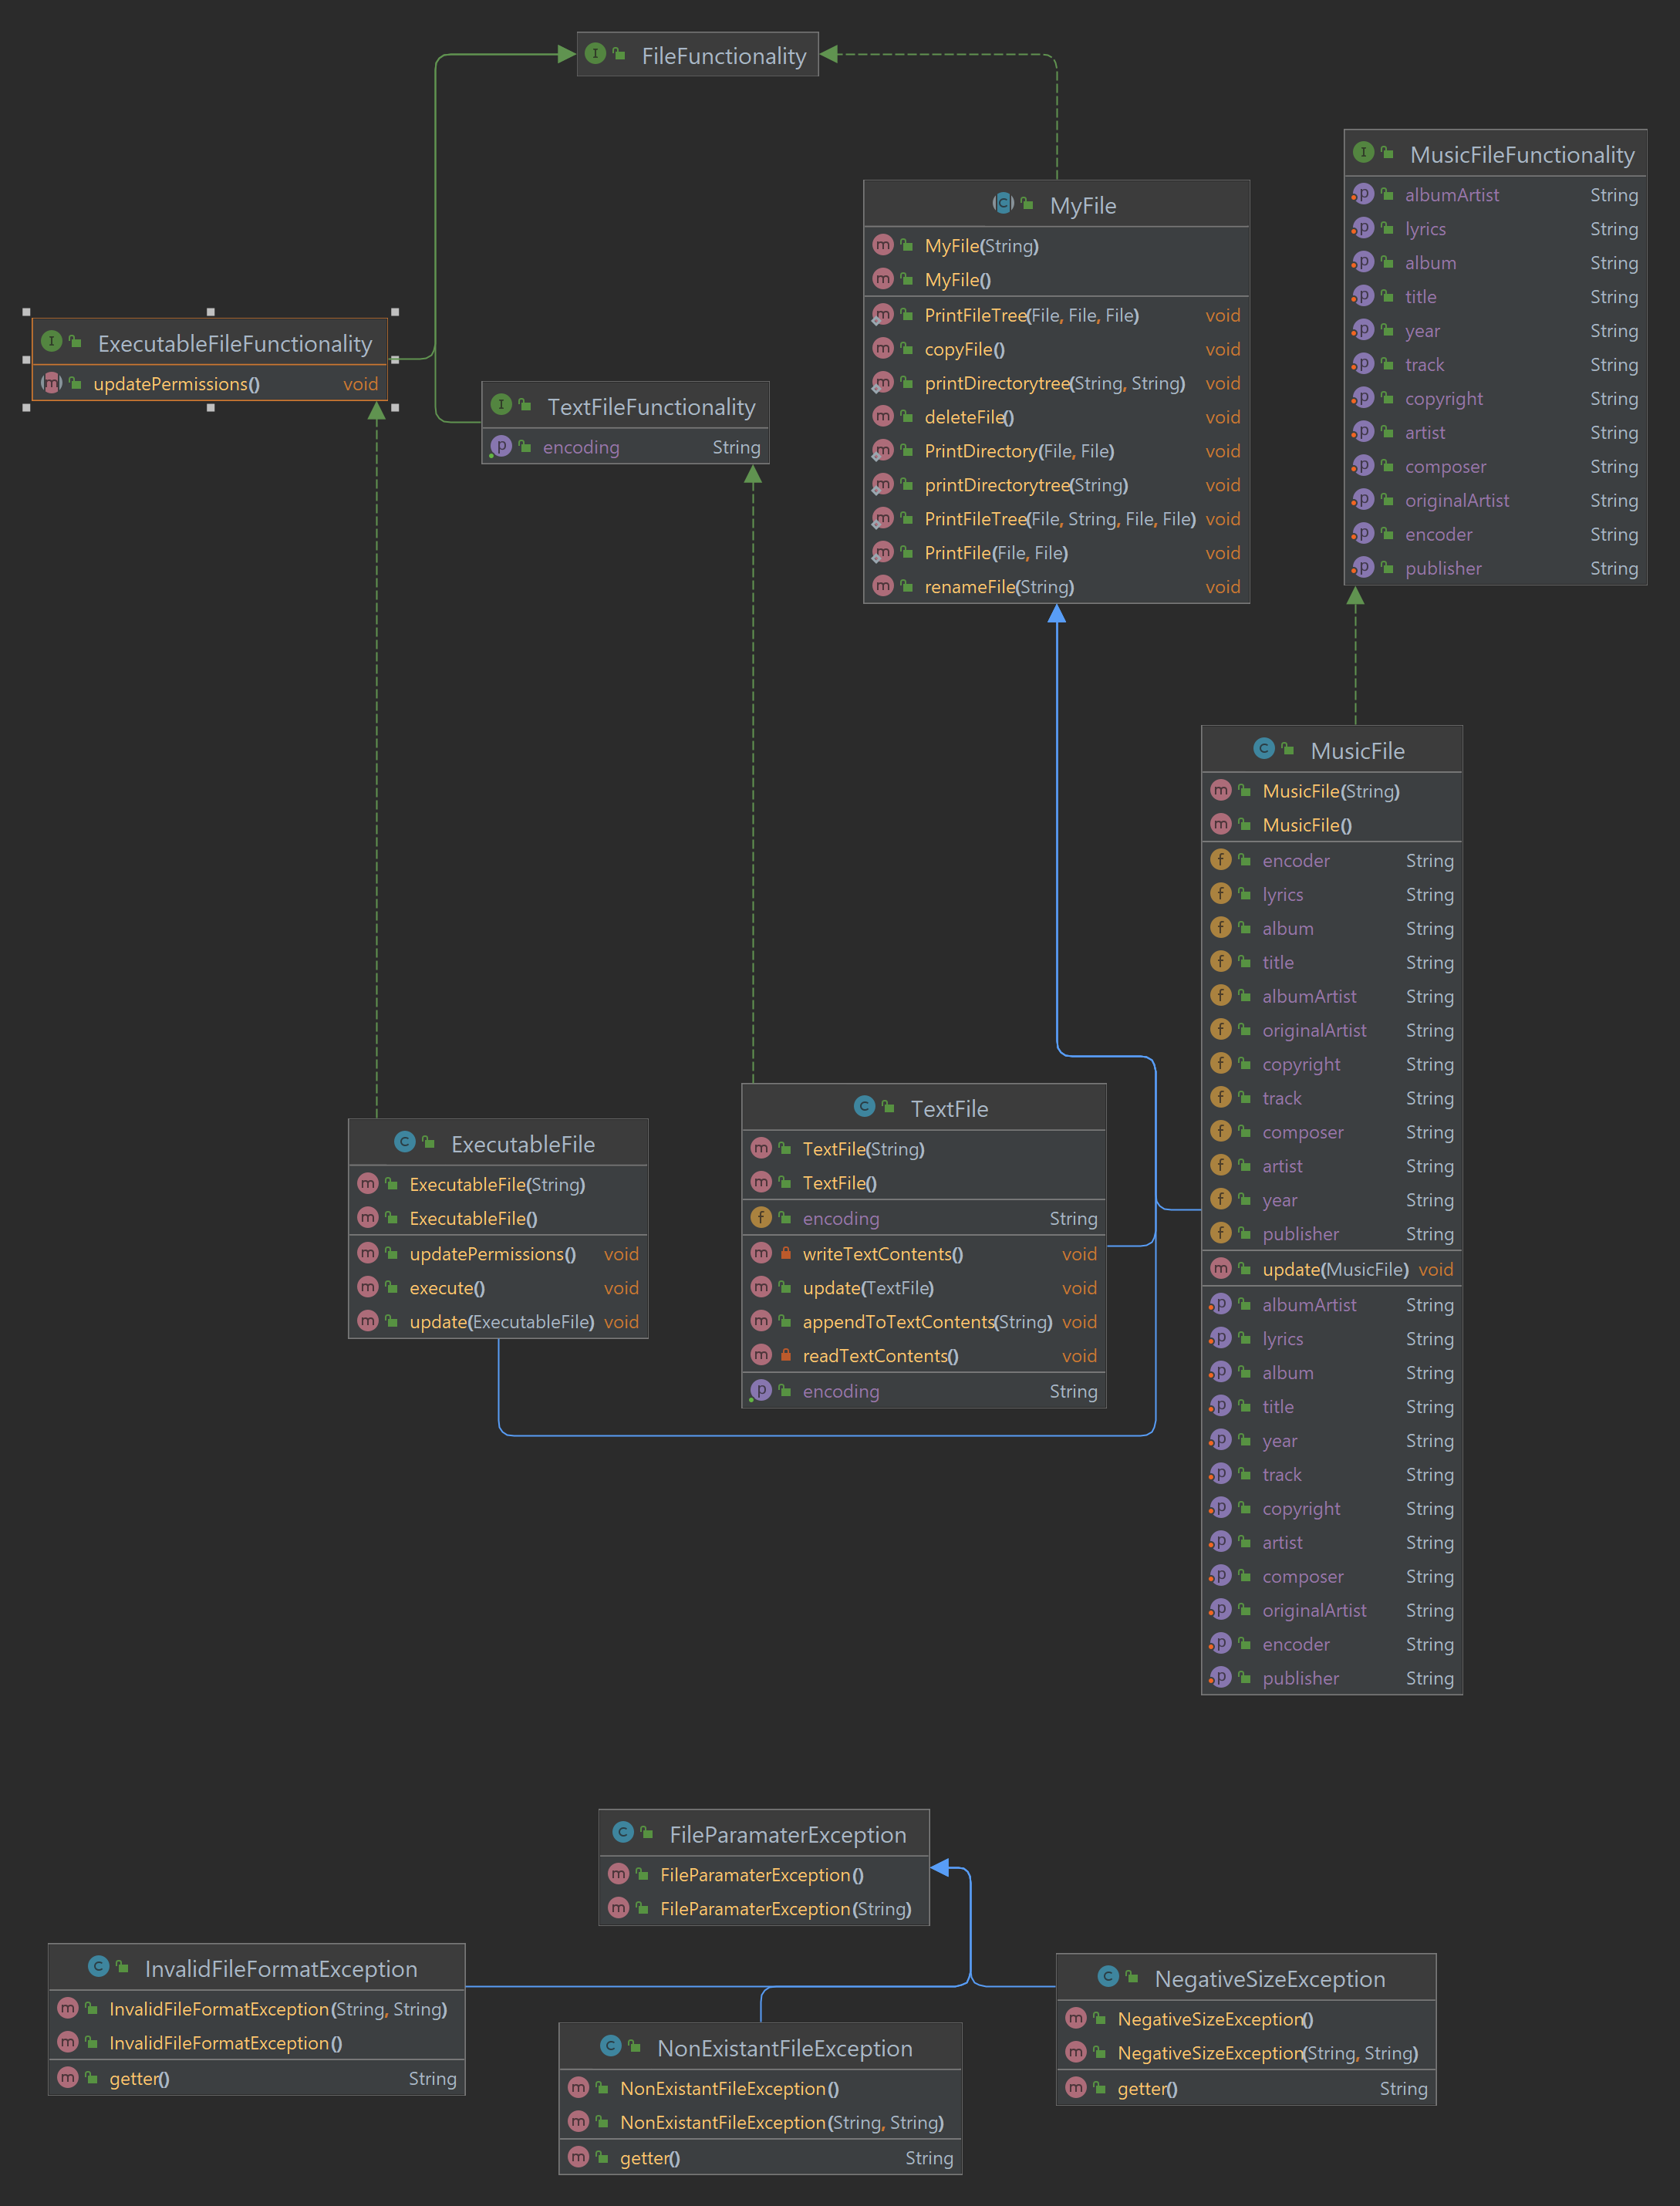 FileFunctionality
MusicFileFunctionality
albumArtist String
lyrics String
album String
title String
year String
track String
copyright String
artist String
composer String
originalArtist String
encoder String
publisher String
MyFile
MyFile(String)
MyFile()
PrintFileTree(File, File, File) void
copyFile() void
printDirectorytree(String, String) void
deleteFile() void
PrintDirectory(File, File) void
printDirectorytree(String) void
PrintFileTree(File, String, File, File) void
PrintFile(File, File) void
renameFile(String) void
ExecutableFileFunctionality
updatePermissions() void
TextFileFunctionality
encoding String
MusicFile
MusicFile(String)
MusicFile()
encoder String
lyrics String
album String
title String
albumArtist String
originalArtist String
copyright String
track String
composer String
artist String
year String
publisher String
update(MusicFile) void
albumArtist String
lyrics String
album String
title String
year String
track String
copyright String
artist String
composer String
originalArtist String
encoder String
publisher String
TextFile
TextFile(String)
TextFile()
encoding String
writeTextContents() void
update(TextFile) void
appendToTextContents(String) void
readTextContents() void
encoding String
ExecutableFile
ExecutableFile(String)
ExecutableFile()
updatePermissions() void
execute() void
update(ExecutableFile) void
FileParamaterException
FileParamaterException()
FileParamaterException(String)
InvalidFileFormatException
InvalidFileFormatException(String, String)
InvalidFileFormatException()
getter() String
NonExistantFileException
NonExistantFileException()
NonExistantFileException(String, String)
getter() String
NegativeSizeException
NegativeSizeException()
NegativeSizeException(String, String)
getter() String